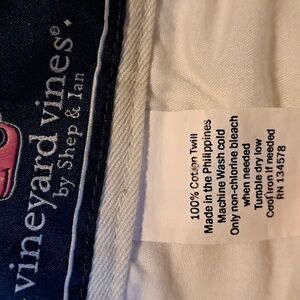 vineyard vines®
by Shep & Ian
100% Cotton Twill
Made in the Philippines
Machine Wash cold
Only non-chlorine bleach
when needed
Tumble dry low
Cool Iron if needed
RN 134578